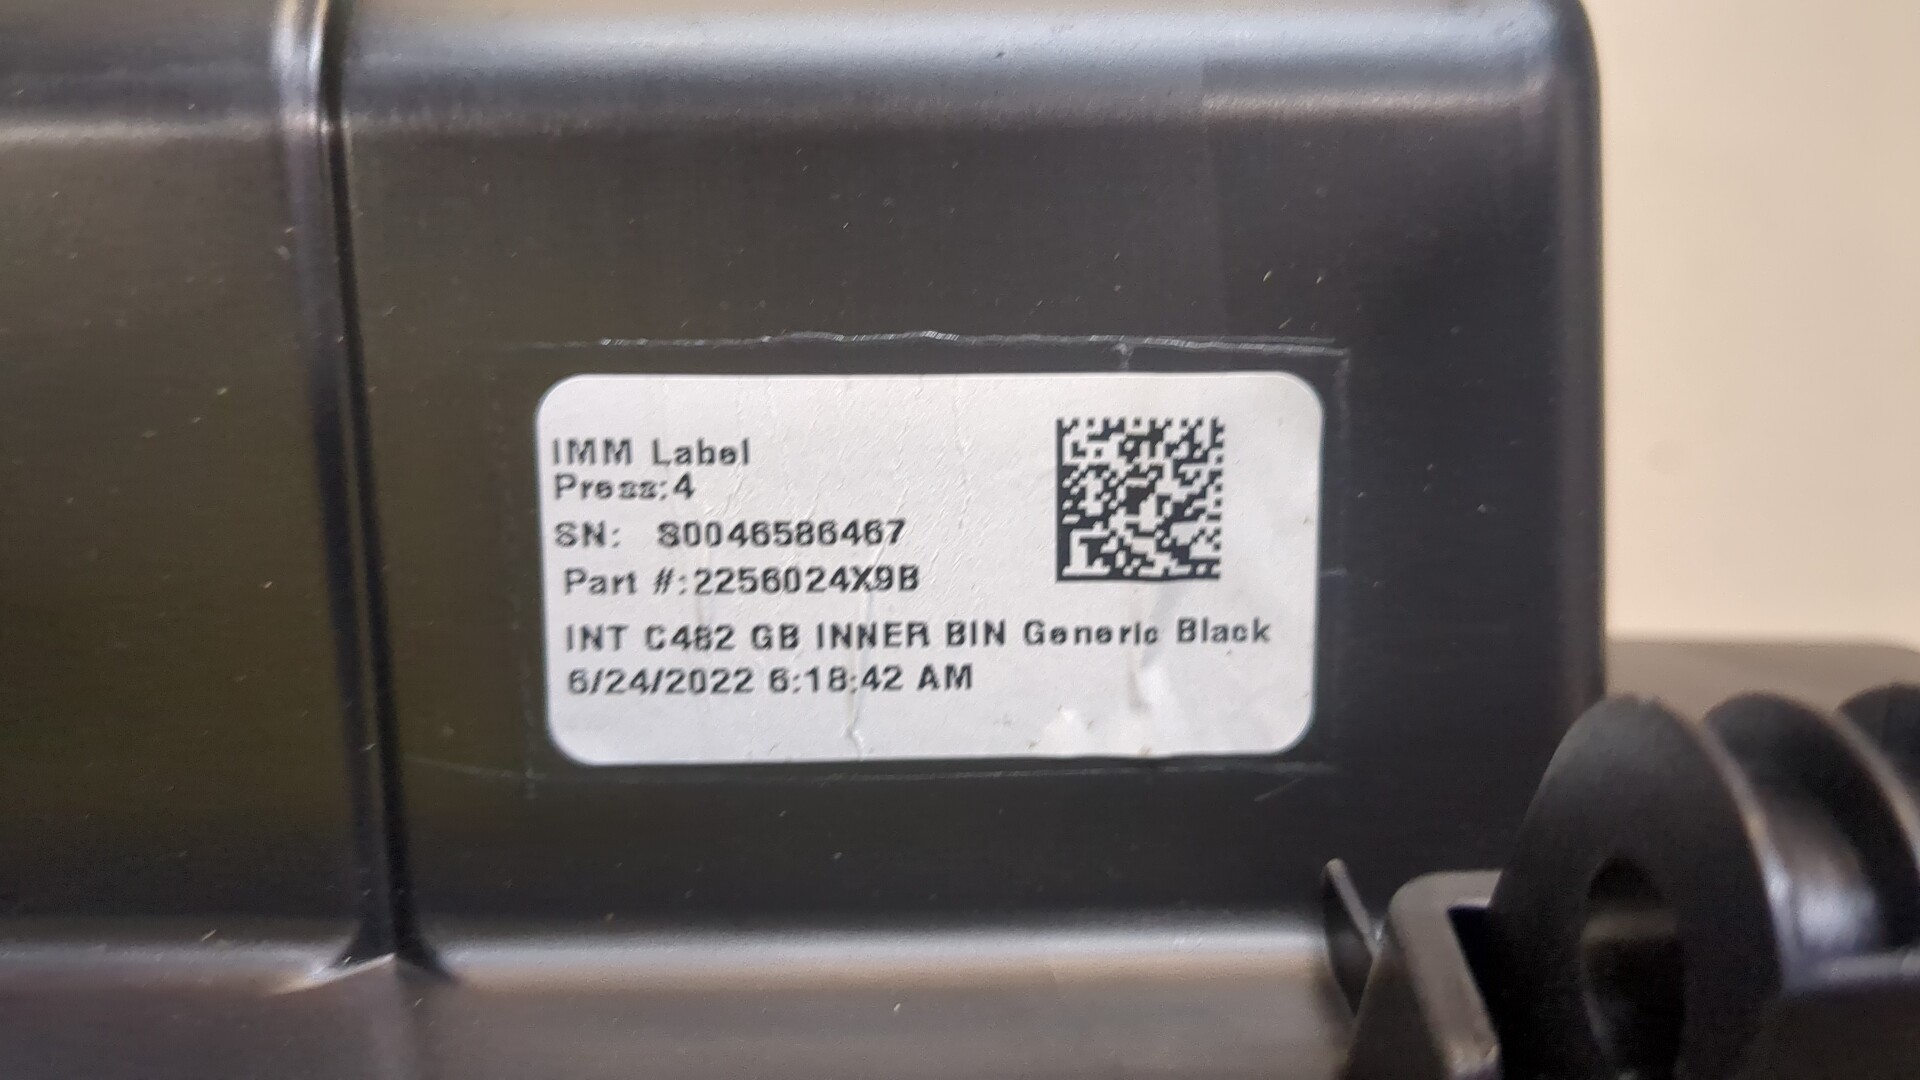 IMM Label
Press:4
SN: S0046586467
Part #:2256024X9B
INT C482 GB INNER BIN Generic Black
6/24/2022 6:18:42 AM